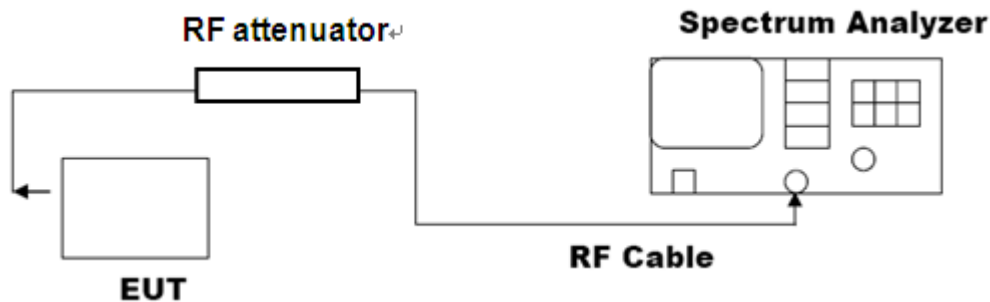 Spectrum Analyzer
RF attenuator↵
RF Cable
EUT